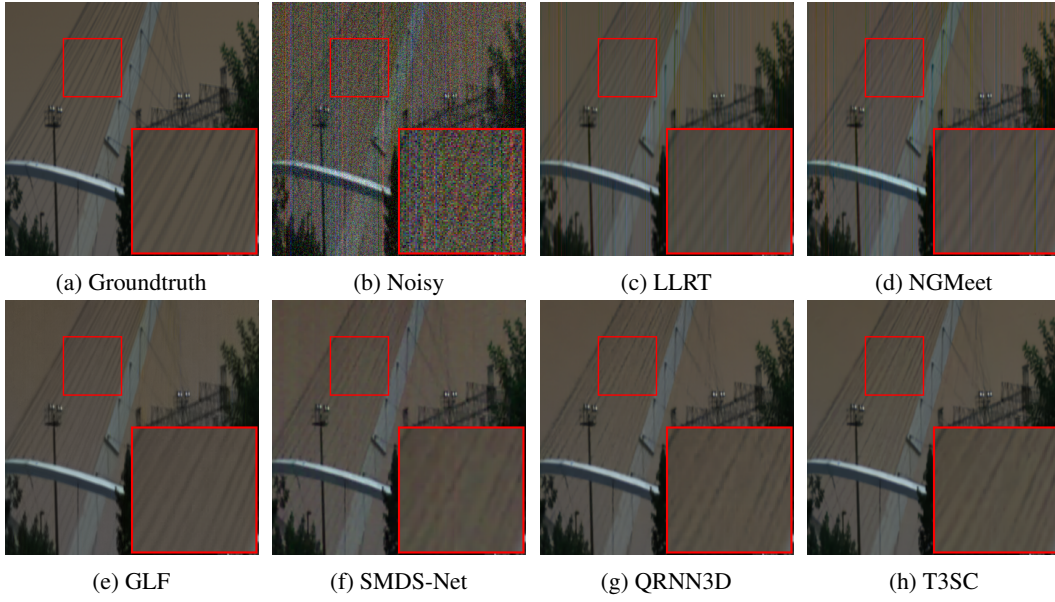 (a) Groundtruth
(b) Noisy
(c) LLRT
(d) NGMeet
(e) GLF
(f) SMDS-Net
(g) QRNN3D
(h) T3SC